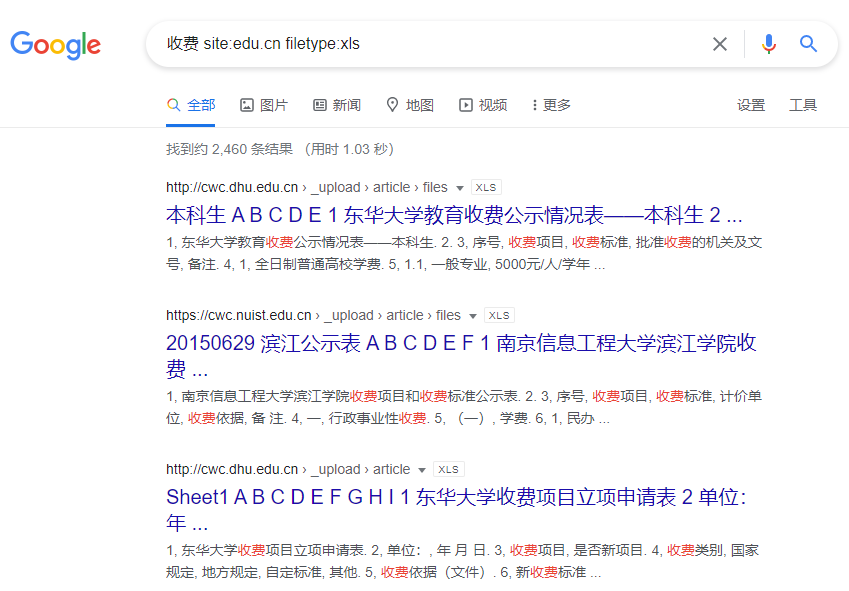 Google
收费 site:edu.cn filetype:xls
全部 图片 新闻 地图 视频 更多 设置 工具
找到约 2,460 条结果 （用时 1.03 秒）
http://cwc.dhu.edu.cn › _upload › article › files XLS
本科生 A B C D E 1 东华大学教育收费公示情况表——本科生 2 ...
1, 东华大学教育收费公示情况表——本科生. 2. 3, 序号, 收费项目, 收费标准, 批准收费的机关及文
号, 备注. 4, 1, 全日制普通高校学费. 5, 1.1, 一般专业, 5000元/人/学年 ...
https://cwc.nuist.edu.cn › _upload › article › files XLS
20150629 滨江公示表 A B C D E F 1 南京信息工程大学滨江学院收
费 ...
1, 南京信息工程大学滨江学院收费项目和收费标准公示表. 2. 3, 序号, 收费项目, 收费标准, 计价单
位, 收费依据, 备 注. 4, 一, 行政事业性收费. 5, （一）, 学费. 6, 1, 民办 ...
http://cwc.dhu.edu.cn › _upload › article XLS
Sheet1 A B C D E F G H I 1 东华大学收费项目立项申请表 2 单位：
年 ...
1, 东华大学收费项目立项申请表. 2, 单位：, 年 月 日. 3, 收费项目, 是否新项目. 4, 收费类别, 国家
规定, 地方规定, 自定标准, 其他. 5, 收费依据（文件）. 6, 新收费标准 ...